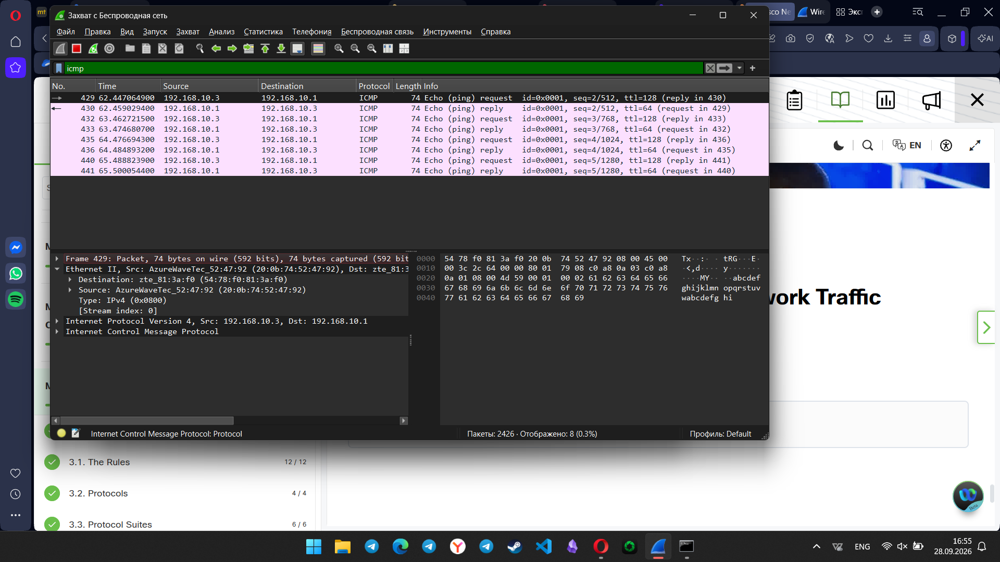 mt
Захват с Беспроводная сеть
sco Ne
Wire
Экс
Файл Правка Вид Запуск Захват Анализ Статистика Телефония Беспроводная связь Инструменты Справка
AI
icmp
No. Time Source Destination Protocol Length Info
429 62.447064900 192.168.10.3 192.168.10.1 ICMP 74 Echo (ping) request id=0x0001, seq=2/512, ttl=128 (reply in 430)
430 62.459029400 192.168.10.1 192.168.10.3 ICMP 74 Echo (ping) reply id=0x0001, seq=2/512, ttl=64 (request in 429)
432 63.462721500 192.168.10.3 192.168.10.1 ICMP 74 Echo (ping) request id=0x0001, seq=3/768, ttl=128 (reply in 433)
433 63.474680700 192.168.10.1 192.168.10.3 ICMP 74 Echo (ping) reply id=0x0001, seq=3/768, ttl=64 (request in 432)
435 64.476694300 192.168.10.3 192.168.10.1 ICMP 74 Echo (ping) request id=0x0001, seq=4/1024, ttl=128 (reply in 436)
436 64.484893200 192.168.10.1 192.168.10.3 ICMP 74 Echo (ping) reply id=0x0001, seq=4/1024, ttl=64 (request in 435)
440 65.488823900 192.168.10.3 192.168.10.1 ICMP 74 Echo (ping) request id=0x0001, seq=5/1280, ttl=128 (reply in 441)
441 65.500054400 192.168.10.1 192.168.10.3 ICMP 74 Echo (ping) reply id=0x0001, seq=5/1280, ttl=64 (request in 440)
EN
Frame 429: Packet, 74 bytes on wire (592 bits), 74 bytes captured (592 bit
Ethernet II, Src: AzureWaveTec_52:47:92 (20:0b:74:52:47:92), Dst: zte_81:3
Destination: zte_81:3a:f0 (54:78:f0:81:3a:f0)
Source: AzureWaveTec_52:47:92 (20:0b:74:52:47:92)
Type: IPv4 (0x0800)
[Stream index: 0]
Internet Protocol Version 4, Src: 192.168.10.3, Dst: 192.168.10.1
Internet Control Message Protocol
0000 54 78 f0 81 3a f0 20 0b 74 52 47 92 08 00 45 00 Tx··:· · tRG···E·
0010 00 3c 2c 64 00 00 80 01 79 08 c0 a8 0a 03 c0 a8 ·<,d···· y·······
0020 0a 01 08 00 4d 59 00 01 00 02 61 62 63 64 65 66 ····MY·· ··abcdef
0030 67 68 69 6a 6b 6c 6d 6e 6f 70 71 72 73 74 75 76 ghijklmn opqrstuv
0040 77 61 62 63 64 65 66 67 68 69 wabcdefg hi
work Traffic
Internet Control Message Protocol: Protocol
Пакеты: 2426 · Отображено: 8 (0.3%)
Профиль: Default
3.1. The Rules 12 / 12
3.2. Protocols 4 / 4
3.3. Protocol Suites 6 / 6
Beta
ENG
16:55
28.09.2026